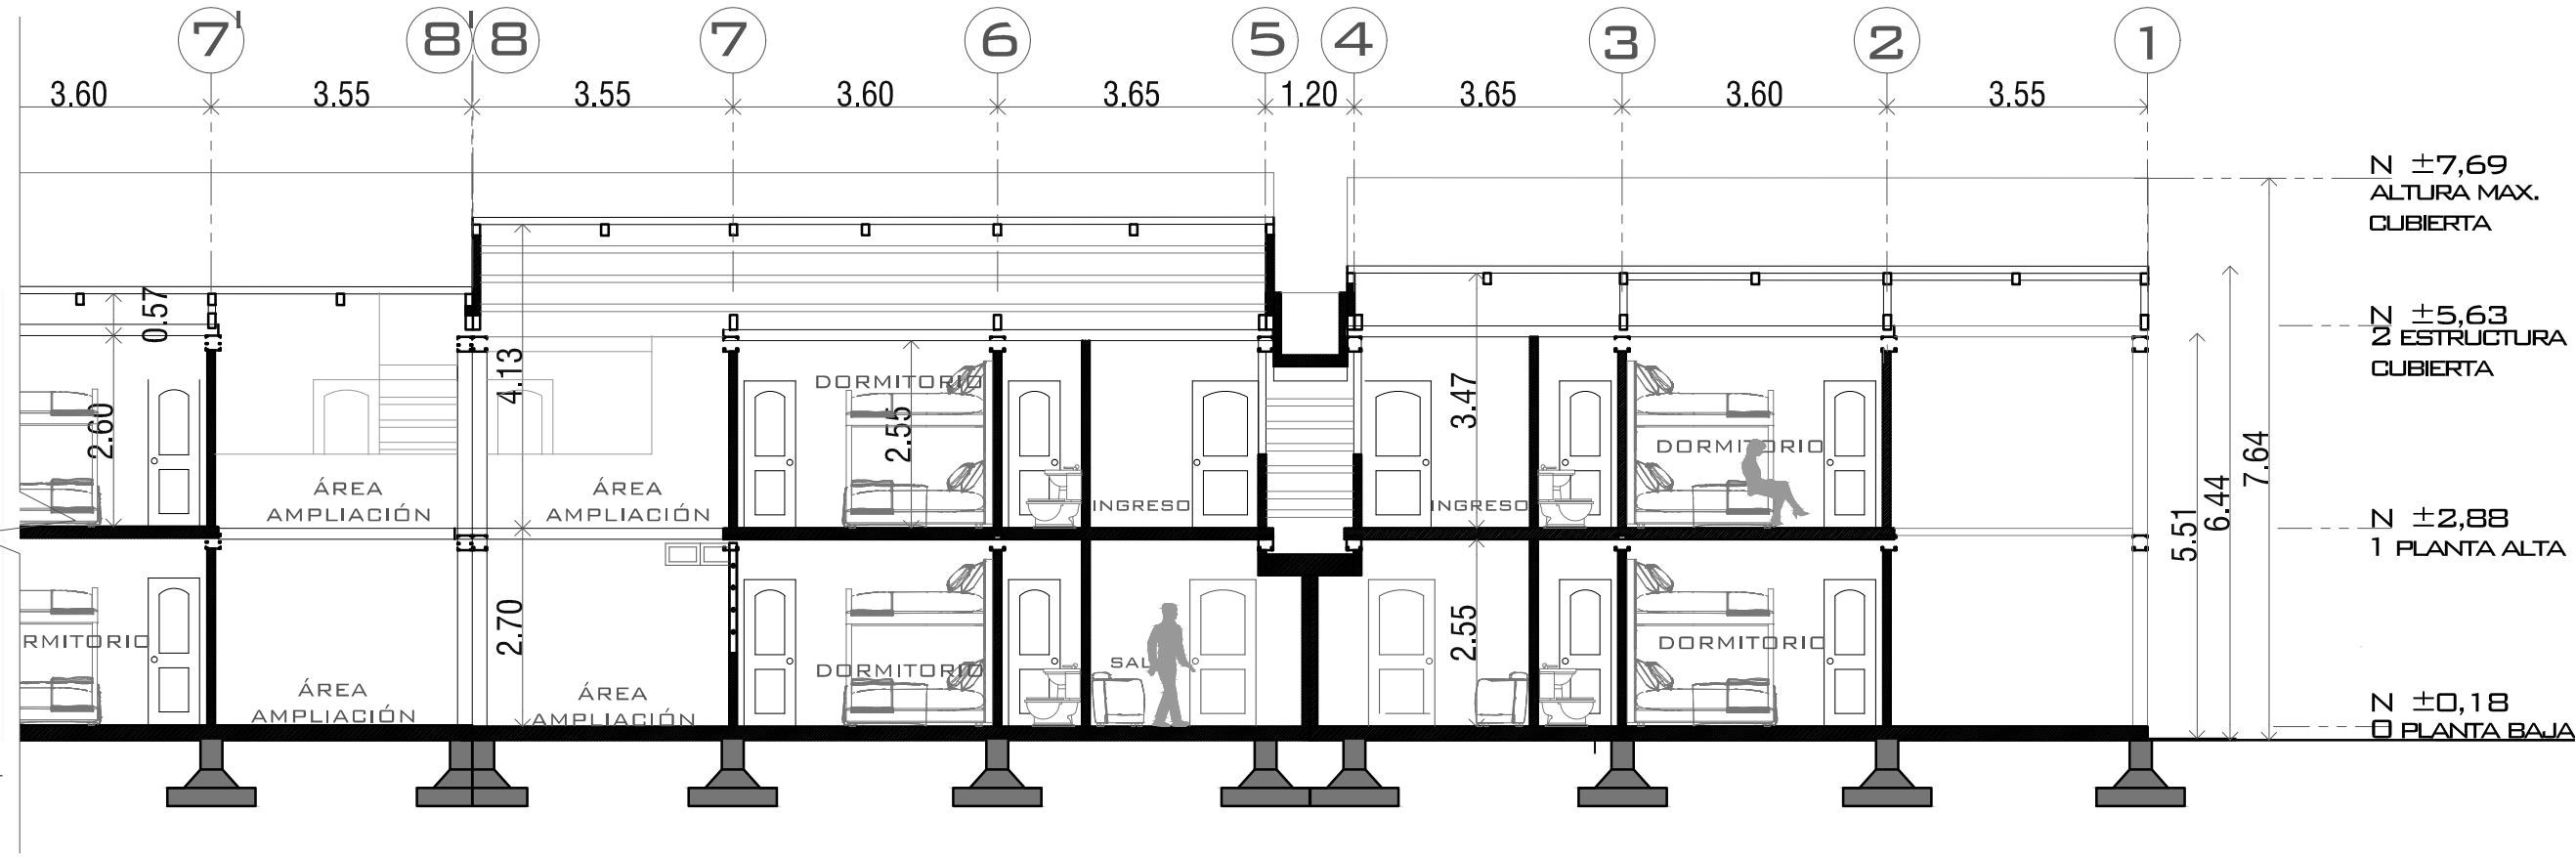 7' 8' 8 7 6 5 4 3 2 1
3.60 3.55 3.55 3.60 3.65 1.20 3.65 3.60 3.55
N ±7,69
ALTURA MAX.
CUBIERTA
N ±5,63
2 ESTRUCTURA
CUBIERTA
0.57
4.13
2.60
2.55
3.47
5.51
6.44
7.64
DORMITORIO
DORMITORIO
ÁREA
AMPLIACIÓN
ÁREA
AMPLIACIÓN
INGRESO
INGRESO
N ±2,88
1 PLANTA ALTA
2.70
2.55
RMITORIO
DORMITORIO
SAL
DORMITORIO
ÁREA
AMPLIACIÓN
ÁREA
AMPLIACIÓN
N ±0,18
0 PLANTA BAJA